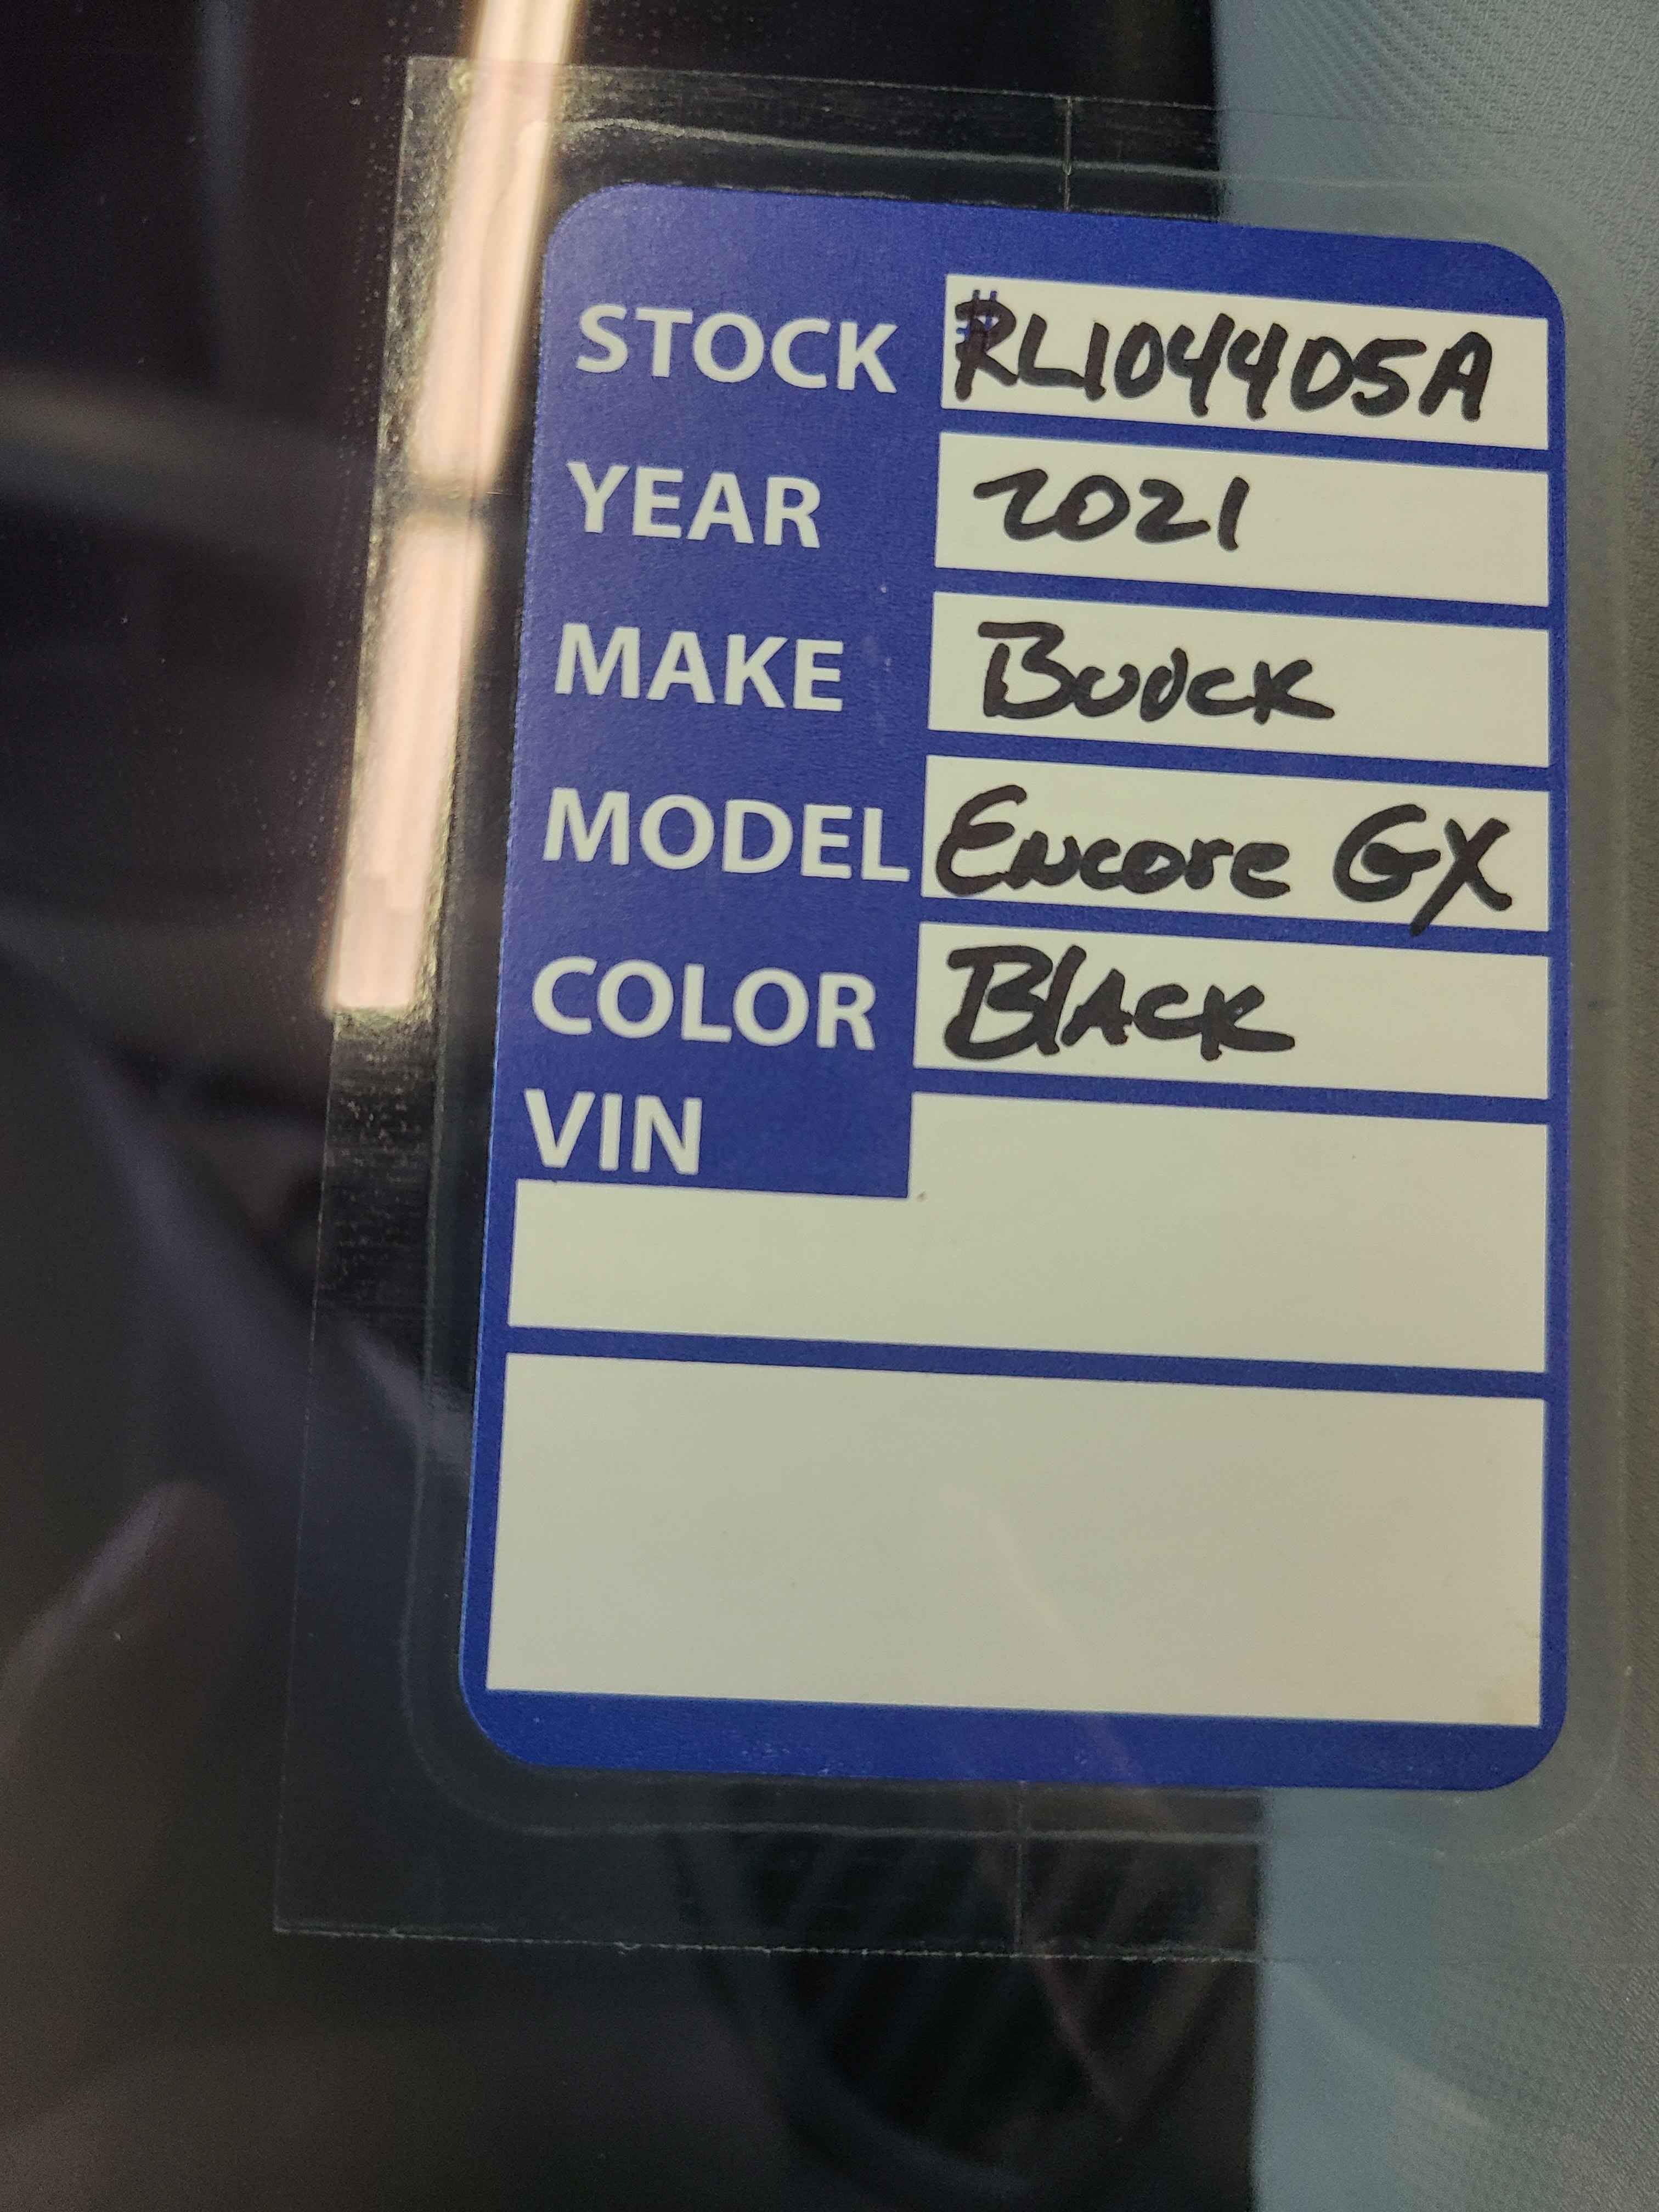 STOCK #RL104405A
YEAR 2021
MAKE Buick
MODEL Encore GX
COLOR Black
VIN